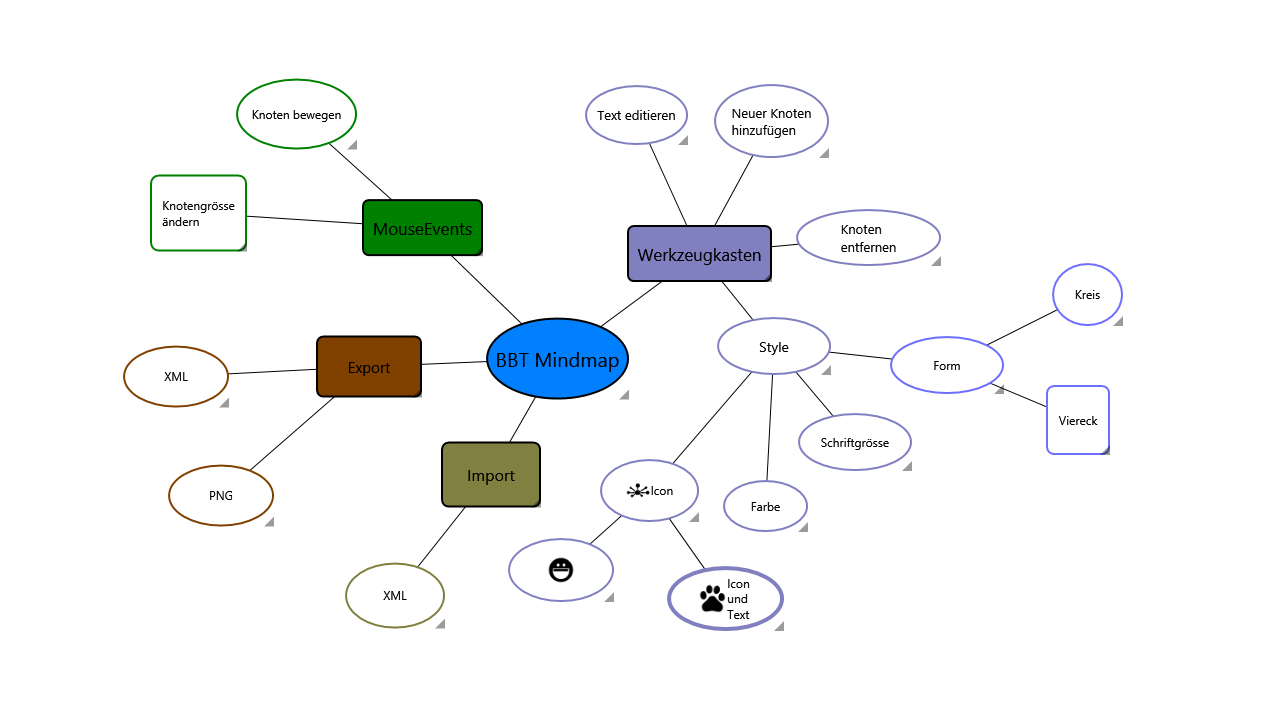 Knoten bewegen
Text editieren
Neuer Knoten
hinzufügen
Knotengrösse
ändern
MouseEvents
Werkzeugkasten
Knoten
entfernen
Kreis
Style
BBT Mindmap
Export
XML
Form
Viereck
Schriftgrösse
Import
Icon
PNG
Farbe
XML
Icon
und
Text